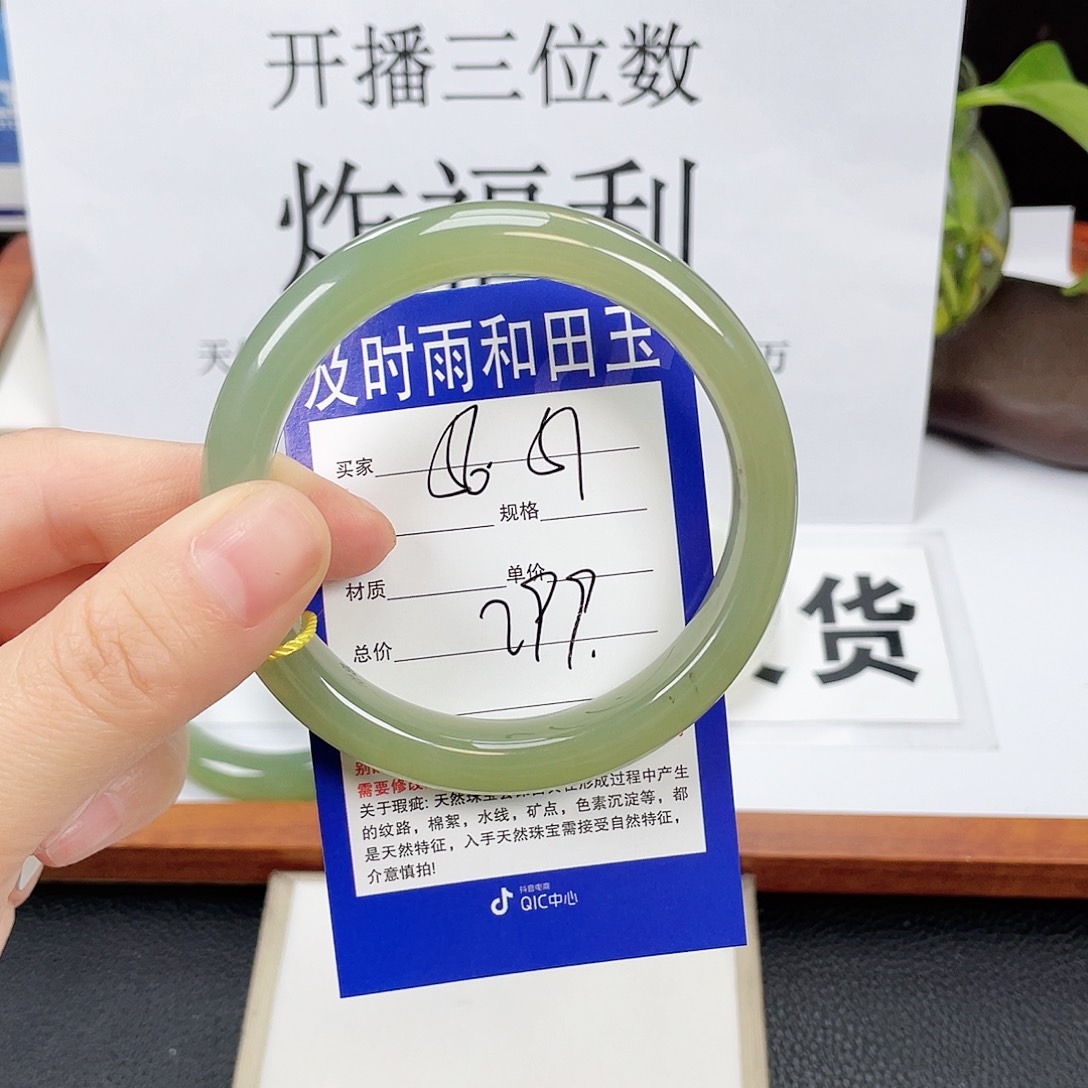 开播三位数
炸福利
天
万
及时雨和田玉
买家
规格
材质
单价
总价
299.
货
需要修改
关于瑕疵: 天然珠宝
形成过程中产生
的纹路，棉絮，水线，矿点，色素沉淀等，都
是天然特征，入手天然珠宝需接受自然特征，
介意慎拍!
抖音电商
QIC中心